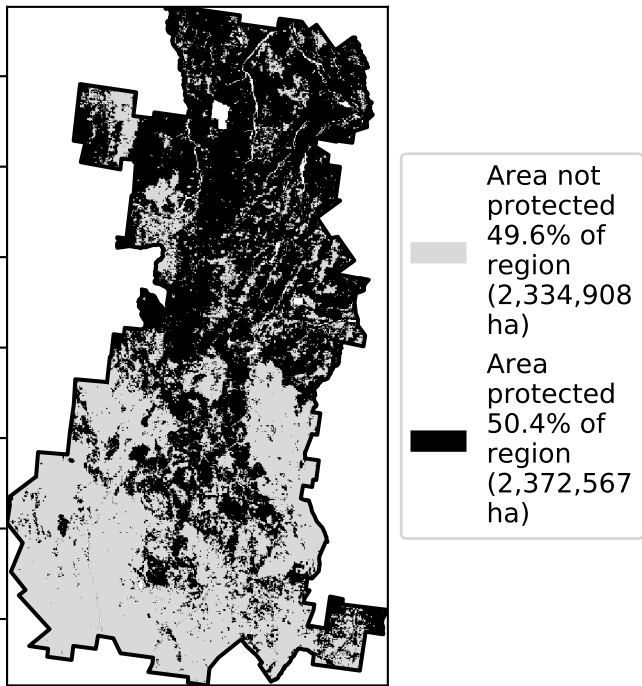 Area not
protected
49.6% of
region
(2,334,908
ha)
Area
protected
50.4% of
region
(2,372,567
ha)